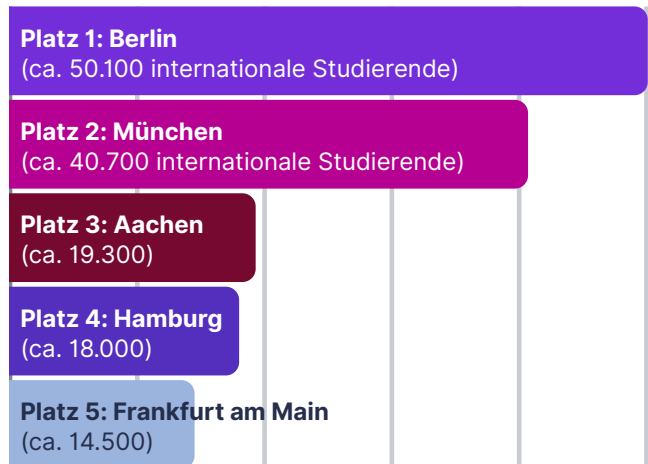 Platz 1: Berlin
(ca. 50.100 internationale Studierende)
Platz 2: München
(ca. 40.700 internationale Studierende)
Platz 3: Aachen
(ca. 19.300)
Platz 4: Hamburg
(ca. 18.000)
Platz 5: Frankfurt am Main
(ca. 14.500)